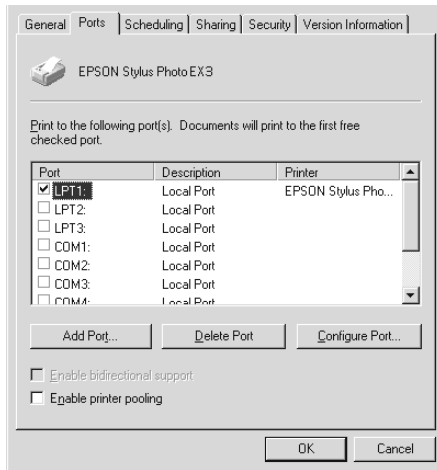 General Ports Scheduling Sharing Security Version Information
EPSON Stylus Photo EX3
Print to the following port(s). Documents will print to the first free
checked port.
Port Description Printer
LPT1: Local Port EPSON Stylus Pho...
LPT2: Local Port
LPT3: Local Port
COM1: Local Port
COM2: Local Port
COM3: Local Port
COM4: Local Port
Add Port... Delete Port Configure Port...
Enable bidirectional support
Enable printer pooling
OK Cancel